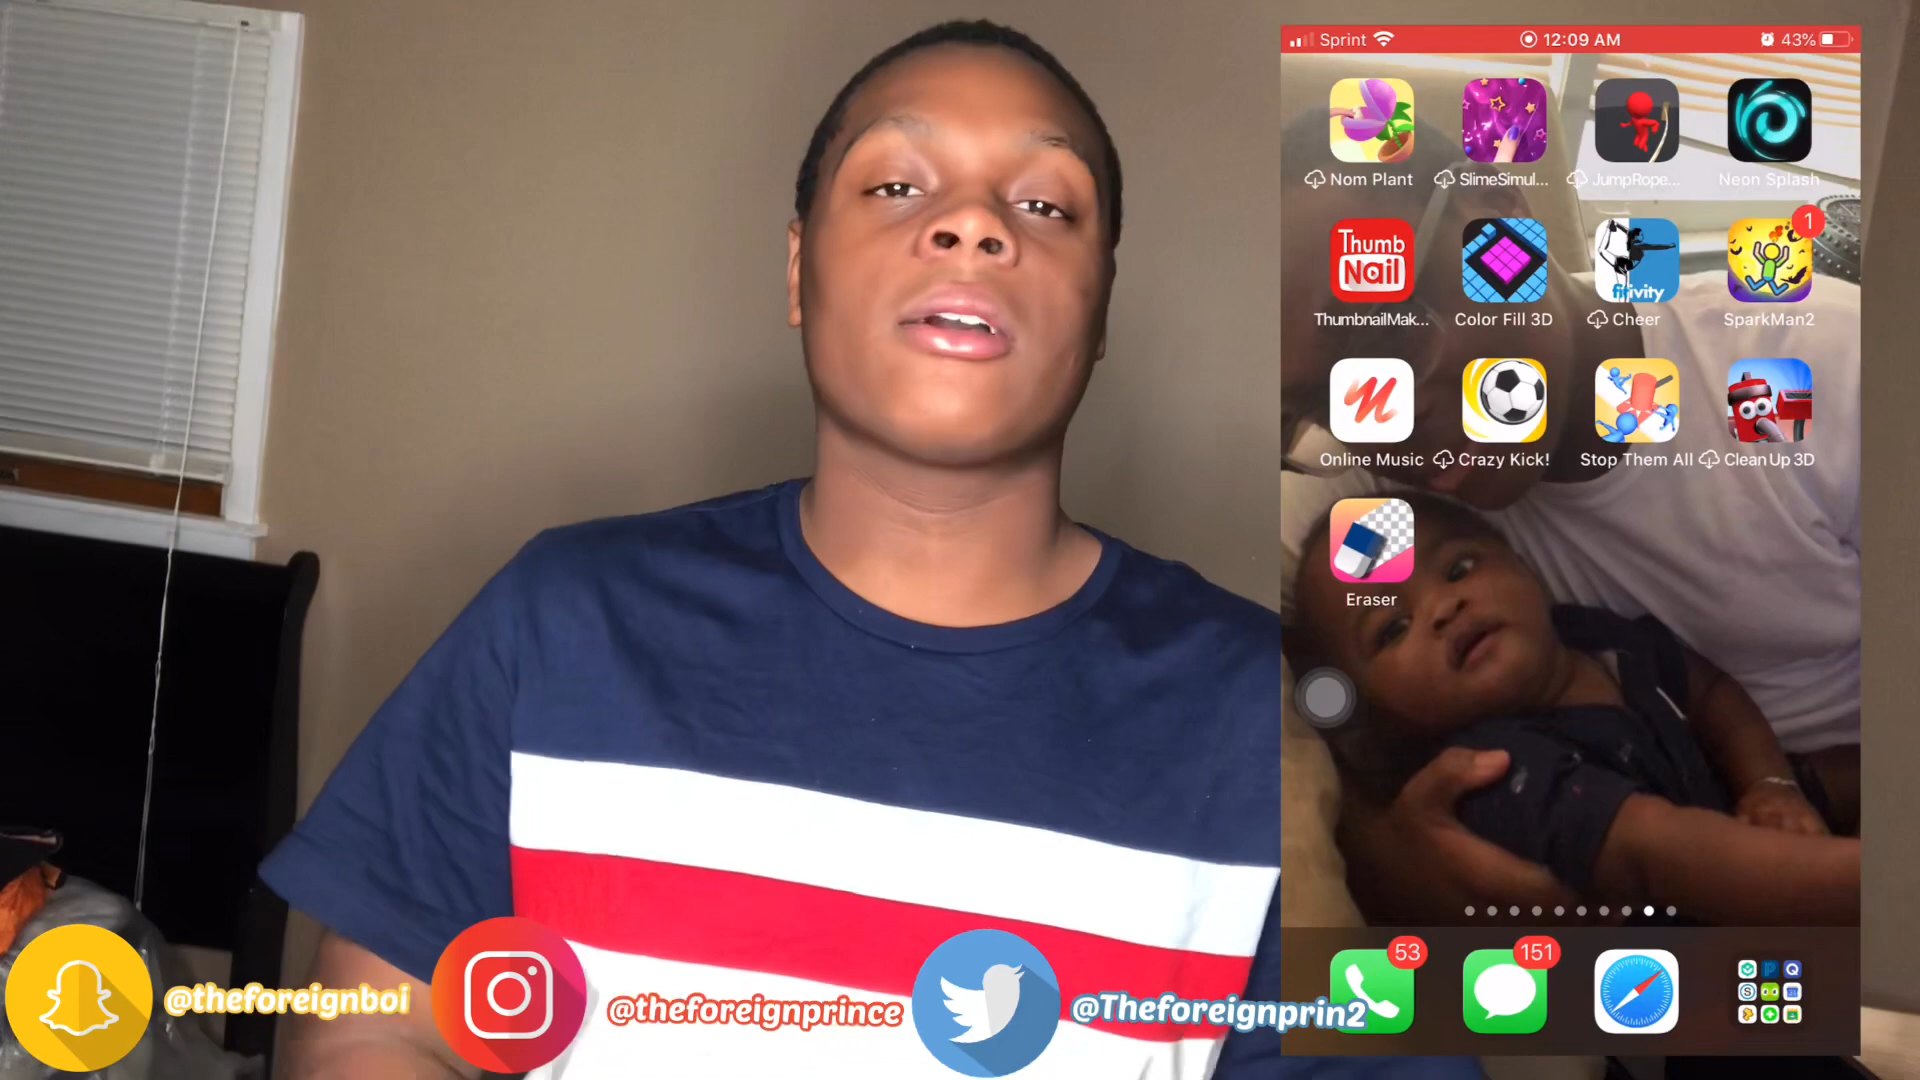 Sprint 12:09 AM 43%
Nom Plant SlimeSimul... JumpRope... Neon Splash
Thumb
Nail
fitivity
1
ThumbnailMak... Color Fill 3D Cheer SparkMan2
Online Music Crazy Kick! Stop Them All Clean Up 3D
Eraser
53 151
@theforeignboi @theforeignprince @Theforeignprin2